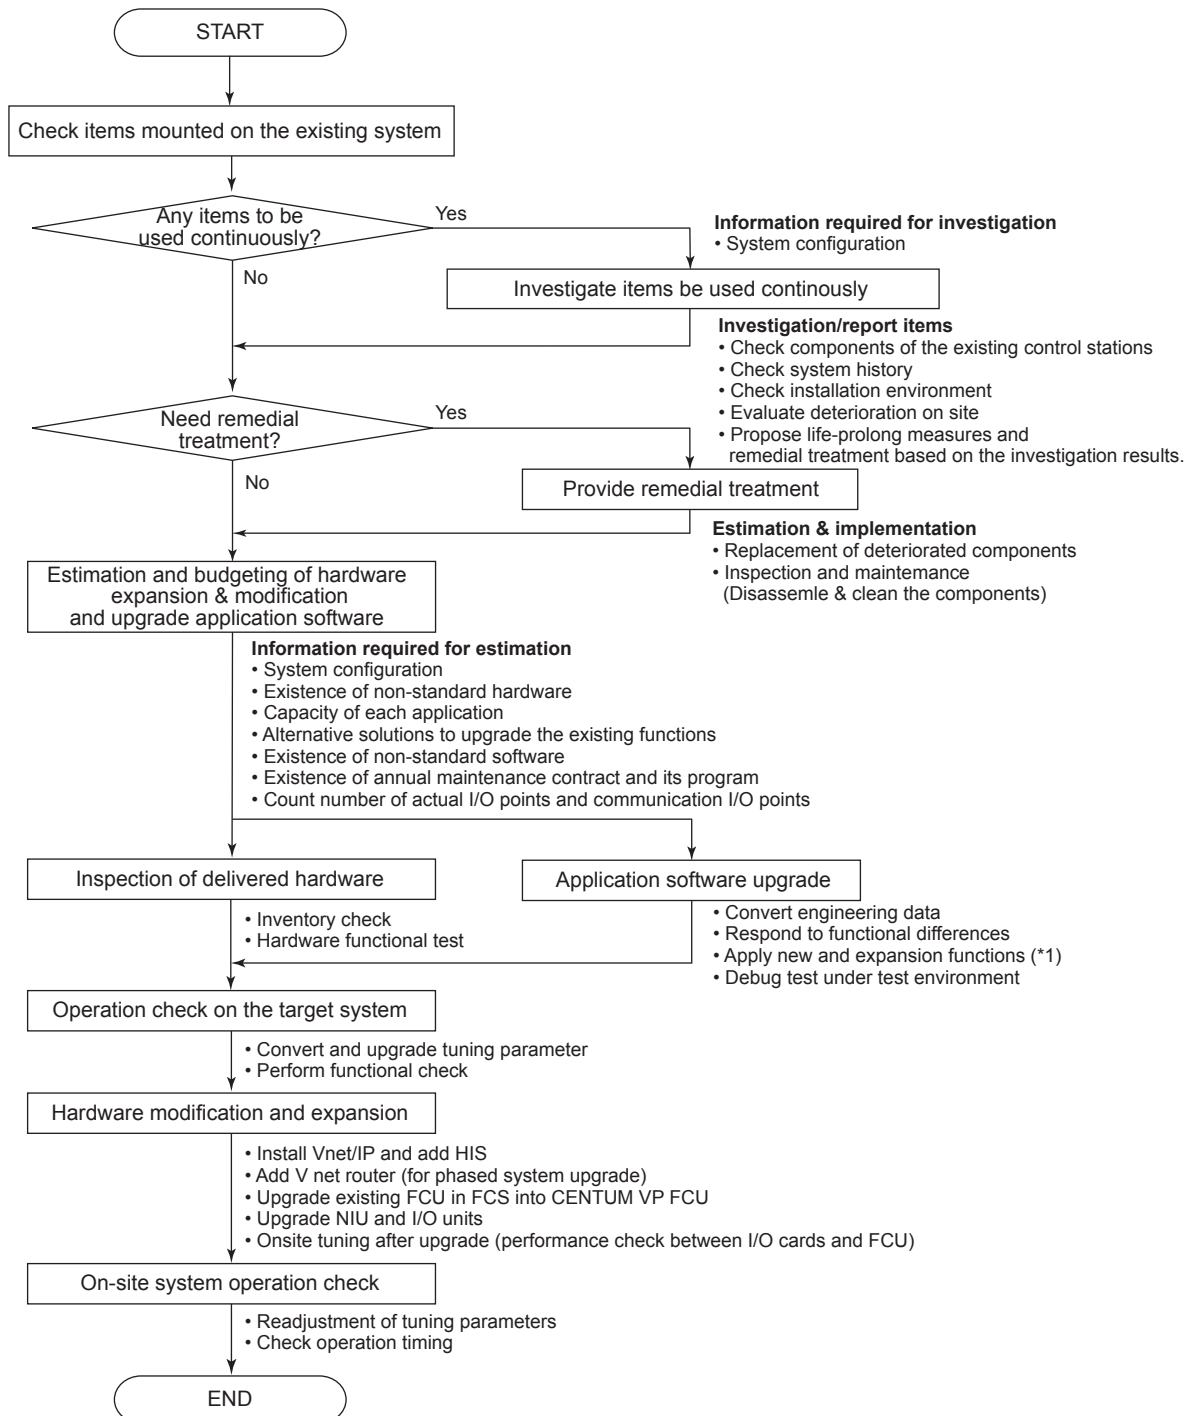 START
Check items mounted on the existing system
Any items to be
used continuously?
Yes
No
Information required for investigation
• System configuration
Investigate items be used continously
Investigation/report items
• Check components of the existing control stations
• Check system history
• Check installation environment
• Evaluate deterioration on site
• Propose life-prolong measures and
remedial treatment based on the investigation results.
Need remedial
treatment?
Yes
No
Provide remedial treatment
Estimation & implementation
• Replacement of deteriorated components
• Inspection and maintemance
(Disassemle & clean the components)
Estimation and budgeting of hardware
expansion & modification
and upgrade application software
Information required for estimation
• System configuration
• Existence of non-standard hardware
• Capacity of each application
• Alternative solutions to upgrade the existing functions
• Existence of non-standard software
• Existence of annual maintenance contract and its program
• Count number of actual I/O points and communication I/O points
Inspection of delivered hardware
• Inventory check
• Hardware functional test
Application software upgrade
• Convert engineering data
• Respond to functional differences
• Apply new and expansion functions (*1)
• Debug test under test environment
Operation check on the target system
• Convert and upgrade tuning parameter
• Perform functional check
Hardware modification and expansion
• Install Vnet/IP and add HIS
• Add V net router (for phased system upgrade)
• Upgrade existing FCU in FCS into CENTUM VP FCU
• Upgrade NIU and I/O units
• Onsite tuning after upgrade (performance check between I/O cards and FCU)
On-site system operation check
• Readjustment of tuning parameters
• Check operation timing
END